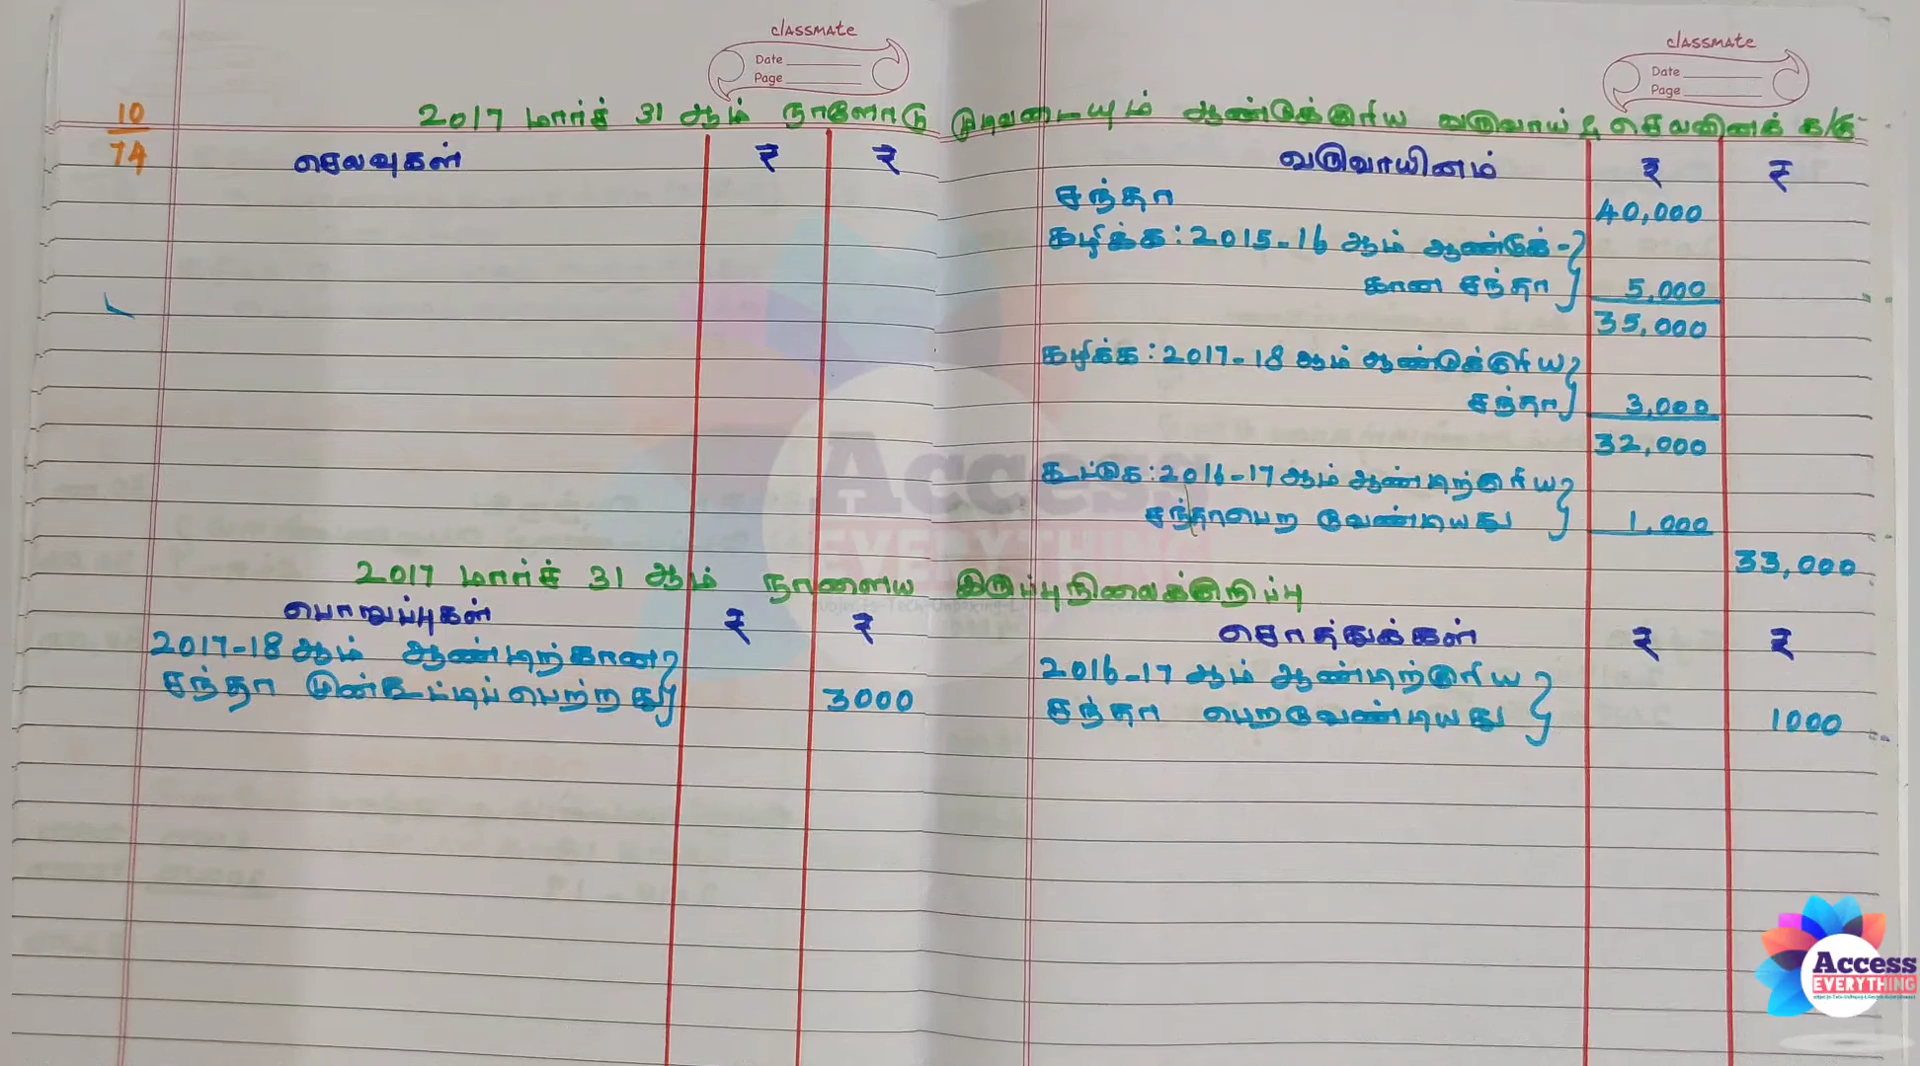 classmate
Date
Page
classmate
Date
Page
10
74
2017 மார்ச் 31 ஆம் நாளோடு முடிவடையும் ஆண்டுக்குரிய வருவாய் & செலவினக் க/கு
செலவுகள் ₹ ₹ வருவாயினம் ₹ ₹
சந்தா 40,000
கழிக்க : 2015-16 ஆம் ஆண்டுக்-
கான சந்தா 5,000
35,000
கழிக்க : 2017-18 ஆம் ஆண்டுக்குரிய
சந்தா 3,000
32,000
கூட்டுக : 2016-17 ஆம் ஆண்டிற்குரிய
சந்தா பெற வேண்டியது 1,000
33,000
2017 மார்ச் 31 ஆம் நாளைய இருப்புநிலைக்குறிப்பு
பொறுப்புகள் ₹ ₹ சொத்துக்கள் ₹ ₹
2017-18 ஆம் ஆண்டிற்கான
சந்தா முன்கூட்டிப் பெற்றது 3000
2016-17 ஆம் ஆண்டிற்குரிய
சந்தா பெறவேண்டியது 1000
Access
EVERYTHING
Access
EVERYTHING